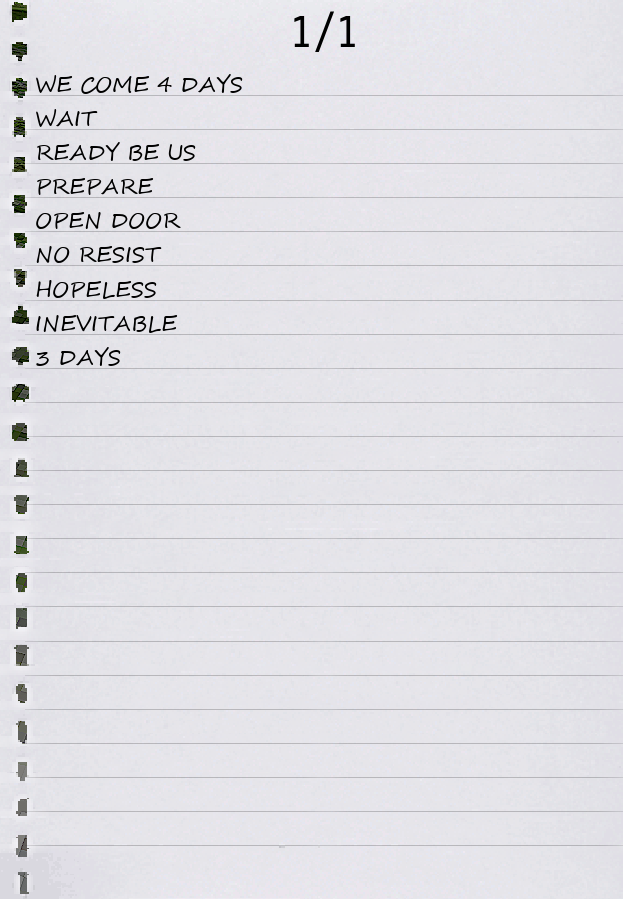 1/1
WE COME 4 DAYS
WAIT
READY BE US
PREPARE
OPEN DOOR
NO RESIST
HOPELESS
INEVITABLE
3 DAYS